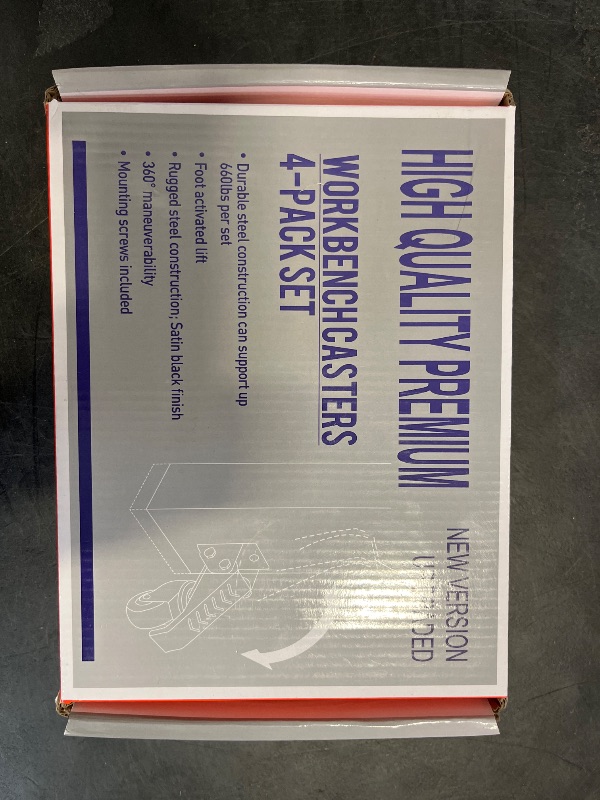 HIGH QUALITY PREMIUM
NEW VERSION
WORKBENCHCASTERS
4-PACK SET
• Durable steel construction can support up
660lbs per set
• Foot activated lift
• Rugged steel construction; Satin black finish
• 360° maneuverability
• Mounting screws included